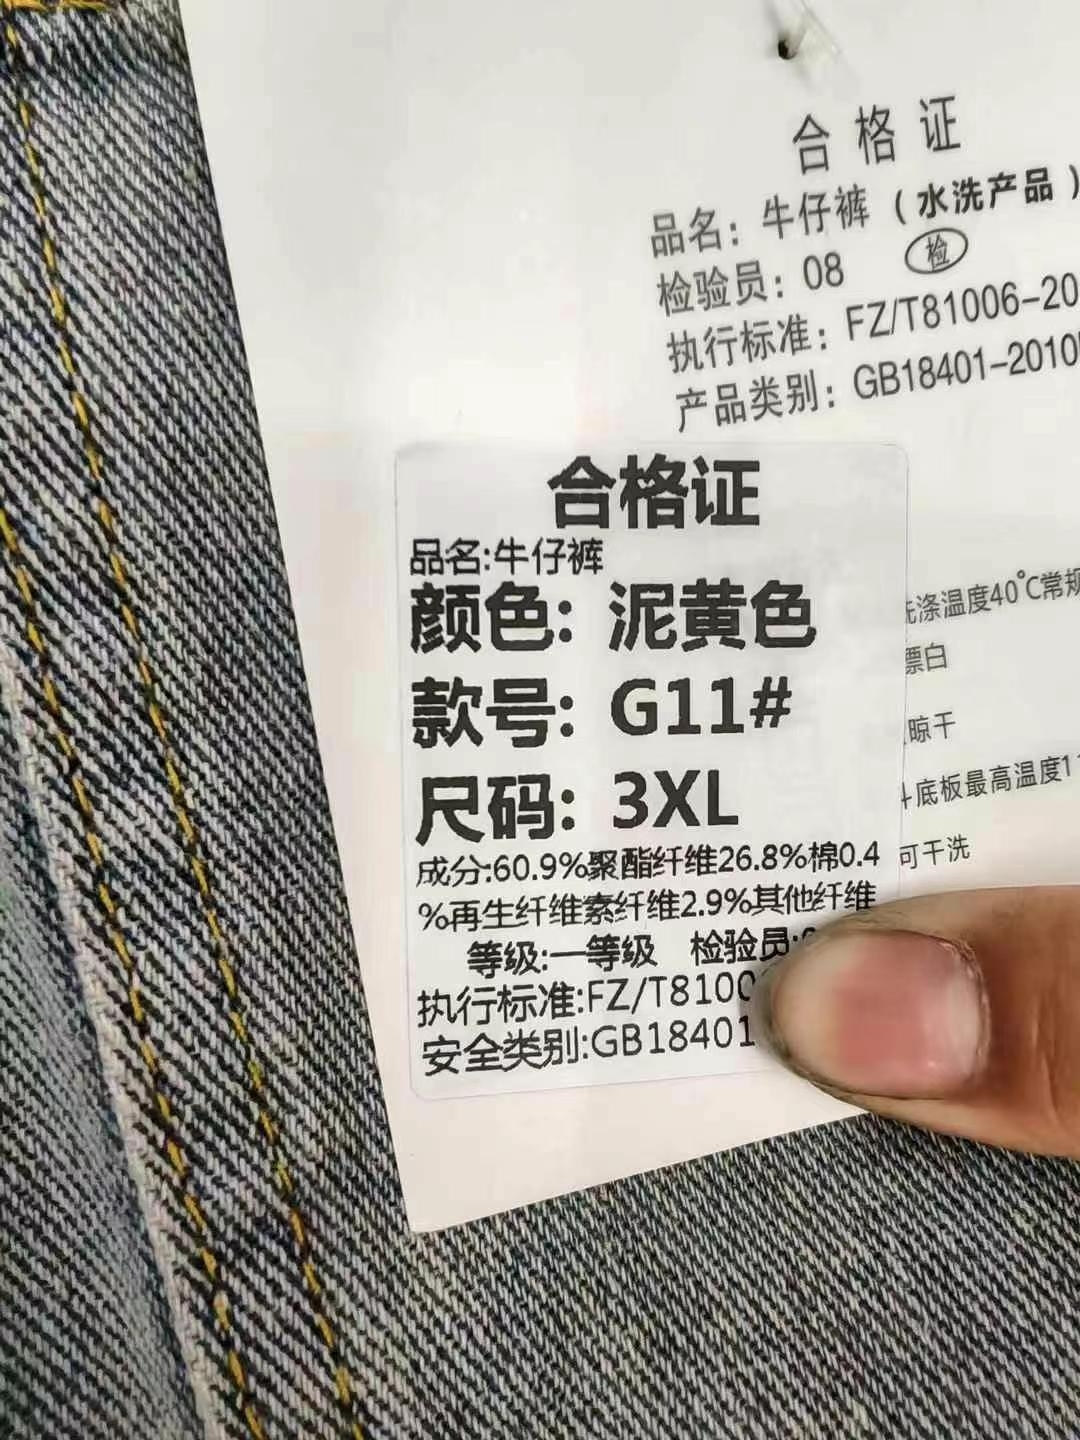 合格证
品名：牛仔裤（水洗产品）
检验员：08 检
执行标准：FZ/T81006-20
产品类别：GB18401-2010
合格证
品名:牛仔裤
颜色: 泥黄色
款号: G11#
尺码: 3XL
成分:60.9%聚酯纤维26.8%棉0.4
%再生纤维素纤维2.9%其他纤维
等级:一等级 检验员:
执行标准:FZ/T8100
安全类别:GB18401
洗涤温度40℃常规
漂白
晾干
底板最高温度11
可干洗